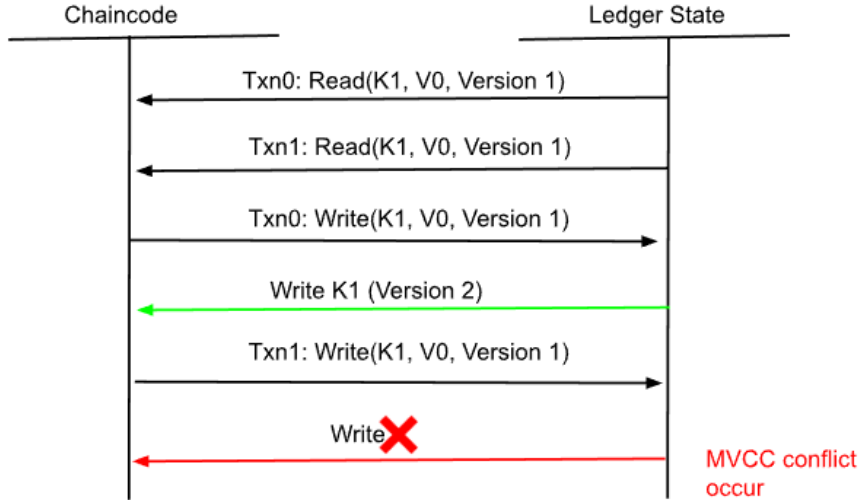 Chaincode
Ledger State
Txn0: Read(K1, V0, Version 1)
Txn1: Read(K1, V0, Version 1)
Txn0: Write(K1, V0, Version 1)
Write K1 (Version 2)
Txn1: Write(K1, V0, Version 1)
Write
MVCC conflict
occur